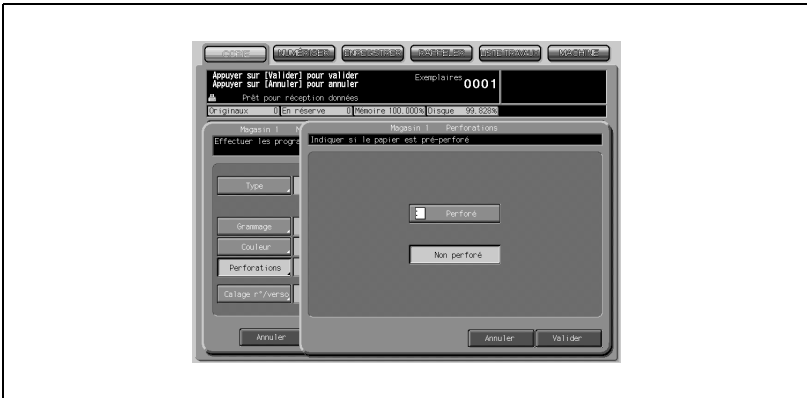 COPIE NUMÉRISER ENREGISTRER RAPPELER LISTE TRAVAUX MACHINE
Appuyer sur [Valider] pour valider
Appuyer sur [Annuler] pour annuler
Exemplaires 0001
Prêt pour réception données
Originaux 0 En réserve 0 Mémoire 100.000% Disque 99.828%
Magasin 1
Effectuer les progra
Magasin 1 Perforations
Indiquer si le papier est pré-perforé
Type
Perforé
Grammage
Couleur
Non perforé
Perforations
Calage r°/verso
Annuler
Annuler Valider